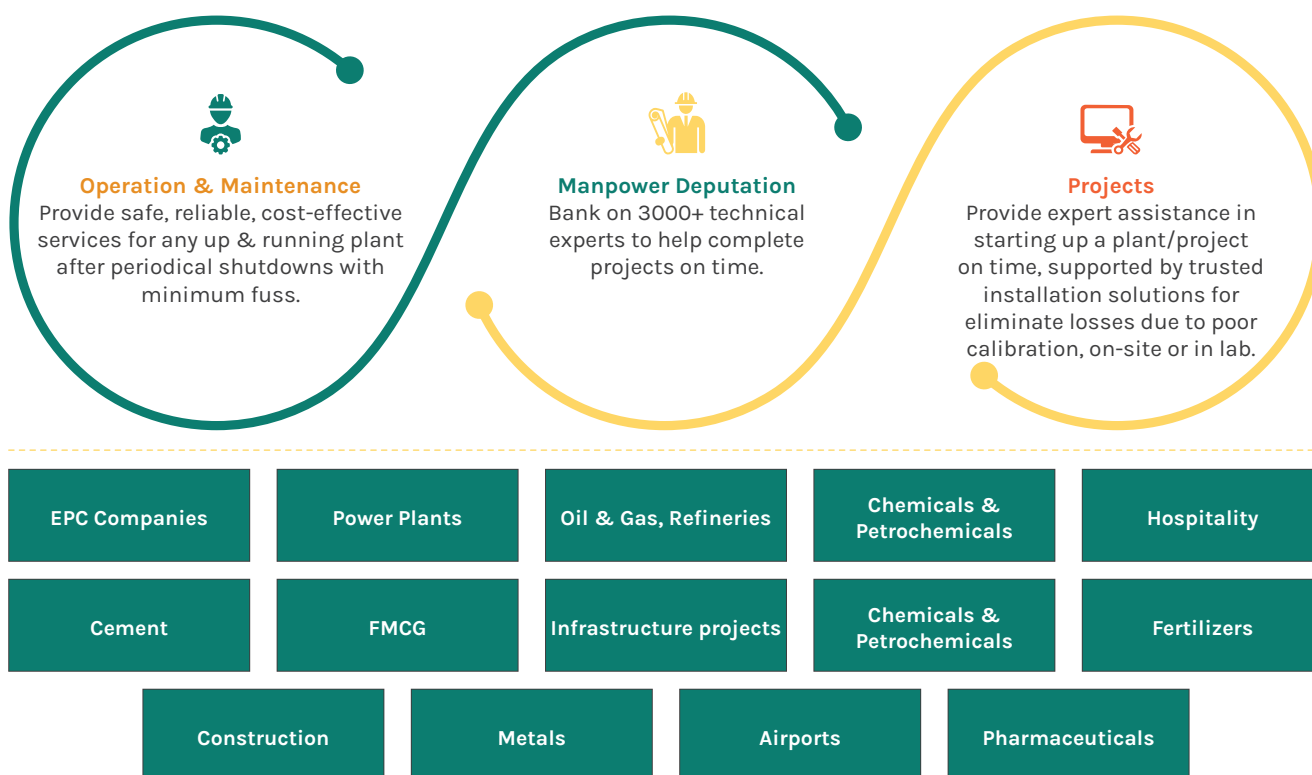 Operation & Maintenance
Provide safe, reliable, cost-effective
services for any up & running plant
after periodical shutdowns with
minimum fuss.
Manpower Deputation
Bank on 3000+ technical
experts to help complete
projects on time.
Projects
Provide expert assistance in
starting up a plant/project
on time, supported by trusted
installation solutions for
eliminate losses due to poor
calibration, on-site or in lab.
EPC Companies
Power Plants
Oil & Gas, Refineries
Chemicals &
Petrochemicals
Hospitality
Cement
FMCG
Infrastructure projects
Chemicals &
Petrochemicals
Fertilizers
Construction
Metals
Airports
Pharmaceuticals